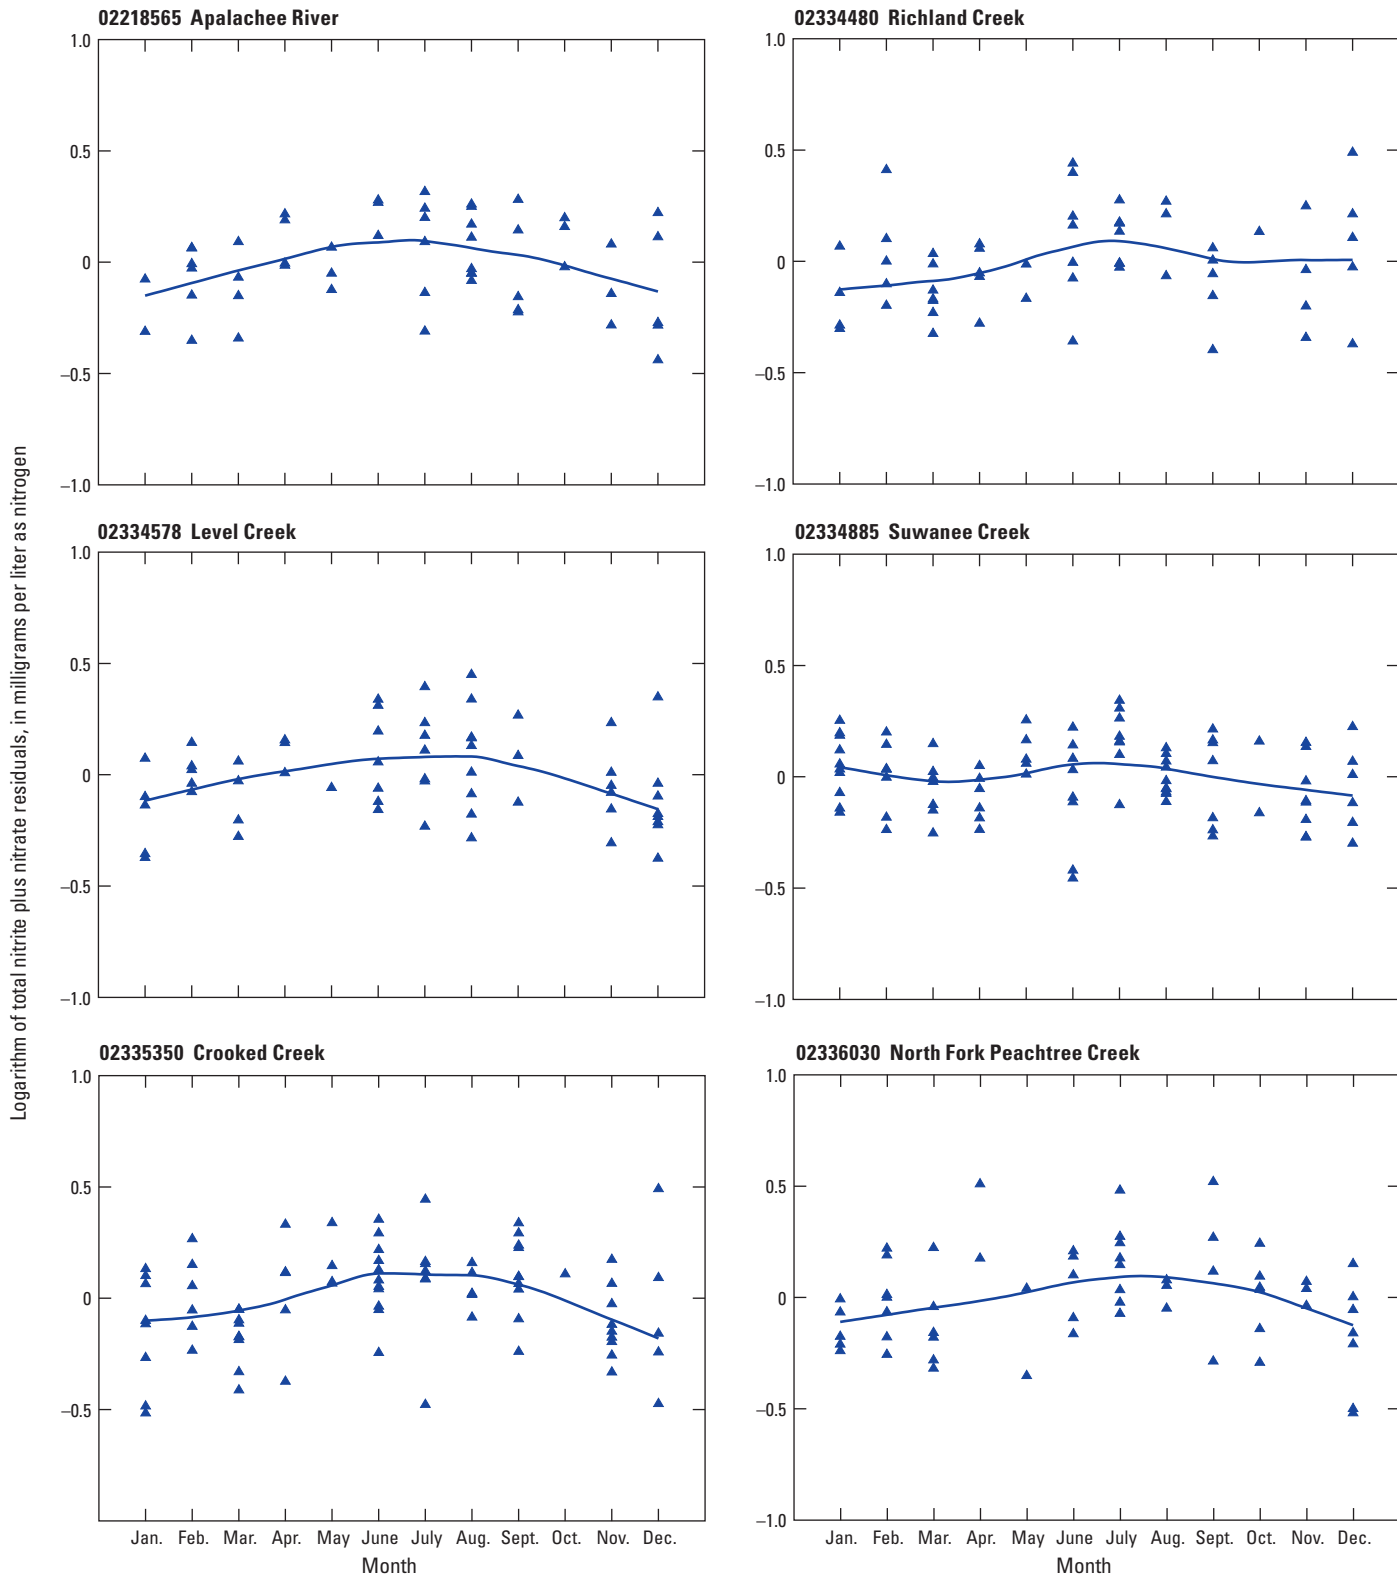 Logarithm of total nitrite plus nitrate residuals, in milligrams per liter as nitrogen
02218565 Apalachee River
1.0
0.5
0
–0.5
–1.0
02334480 Richland Creek
1.0
0.5
0
–0.5
–1.0
02334578 Level Creek
1.0
0.5
0
–0.5
–1.0
02334885 Suwanee Creek
1.0
0.5
0
–0.5
–1.0
02335350 Crooked Creek
1.0
0.5
0
–0.5
Jan. Feb. Mar. Apr. May June July Aug. Sept. Oct. Nov. Dec.
Month
02336030 North Fork Peachtree Creek
1.0
0.5
0
–0.5
–1.0
Jan. Feb. Mar. Apr. May June July Aug. Sept. Oct. Nov. Dec.
Month